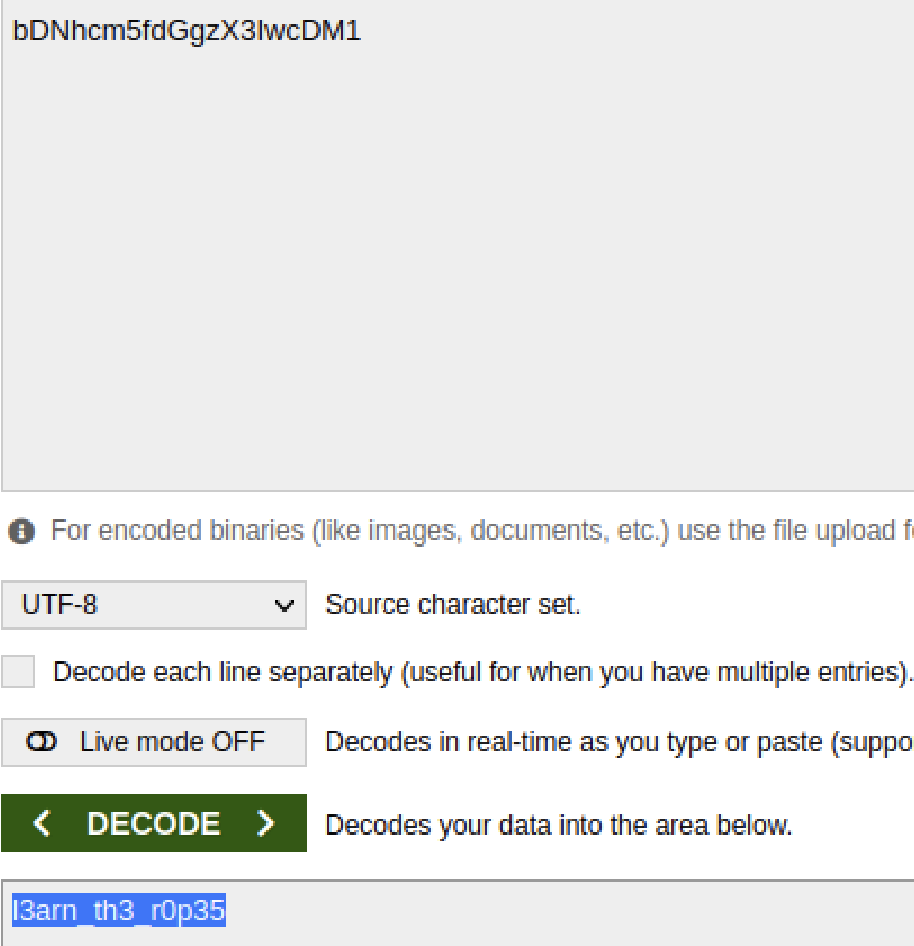 bDNhcm5fdGgzX3IwcDM1
For encoded binaries (like images, documents, etc.) use the file upload f
UTF-8 Source character set.
Decode each line separately (useful for when you have multiple entries).
Live mode OFF Decodes in real-time as you type or paste (suppo
< DECODE > Decodes your data into the area below.
l3arn_th3_r0p35